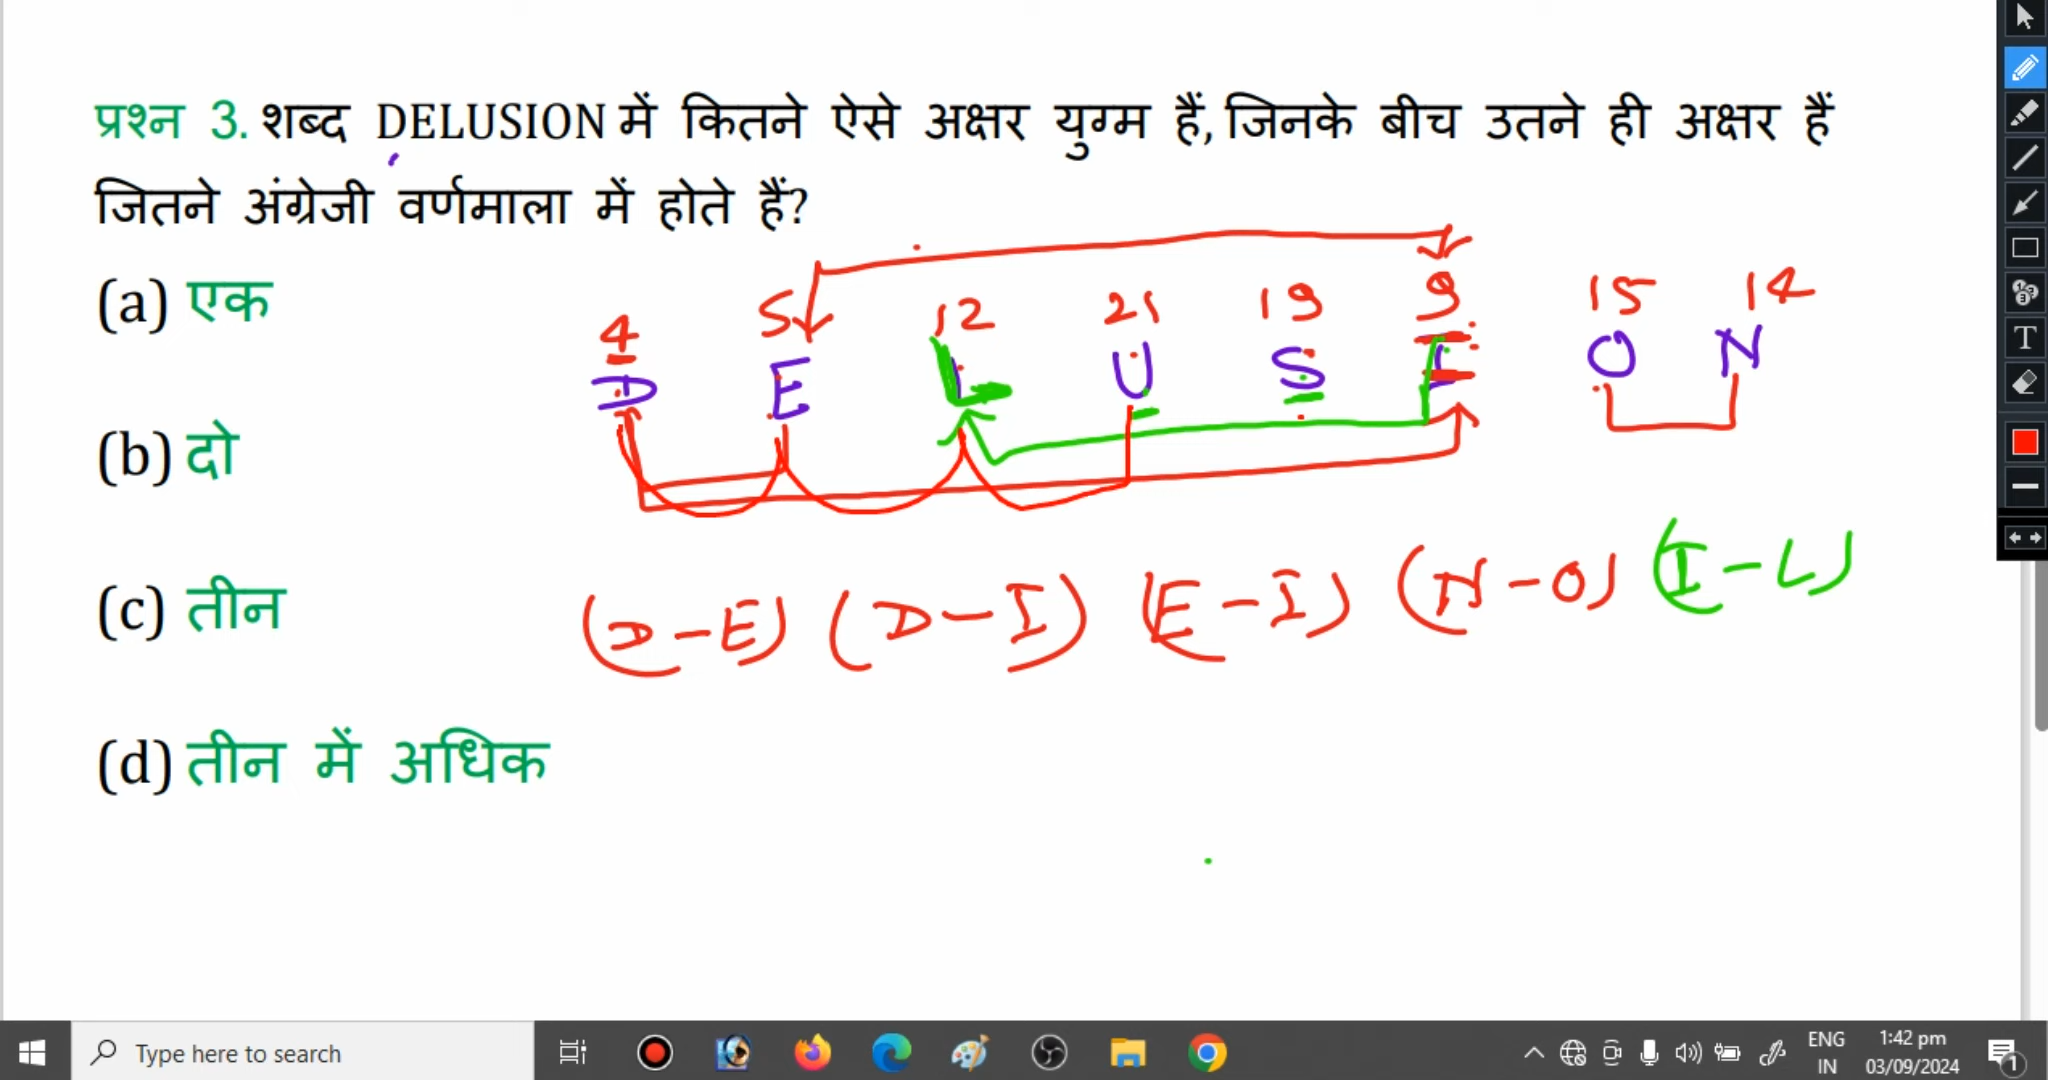 प्रश्न 3. शब्द DELUSION में कितने ऐसे अक्षर युग्म हैं, जिनके बीच उतने ही अक्षर हैं
जितने अंग्रेजी वर्णमाला में होते हैं?
(a) एक
4 5 12 21 19 9 15 14
D E L U S I O N
(b) दो
(c) तीन
(D-E) (D-I) (E-I) (N-O) (I-L)
(d) तीन में अधिक
Type here to search
ENG
IN
1:42 pm
03/09/2024
1